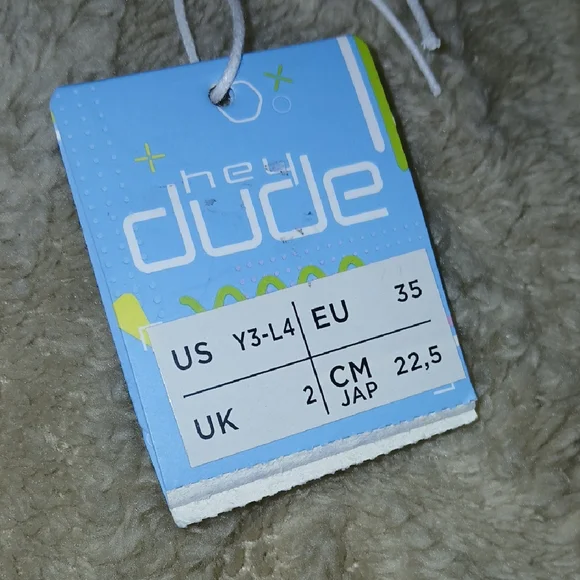 hey
dude
US Y3-L4 EU 35
UK 2 CM JAP 22,5